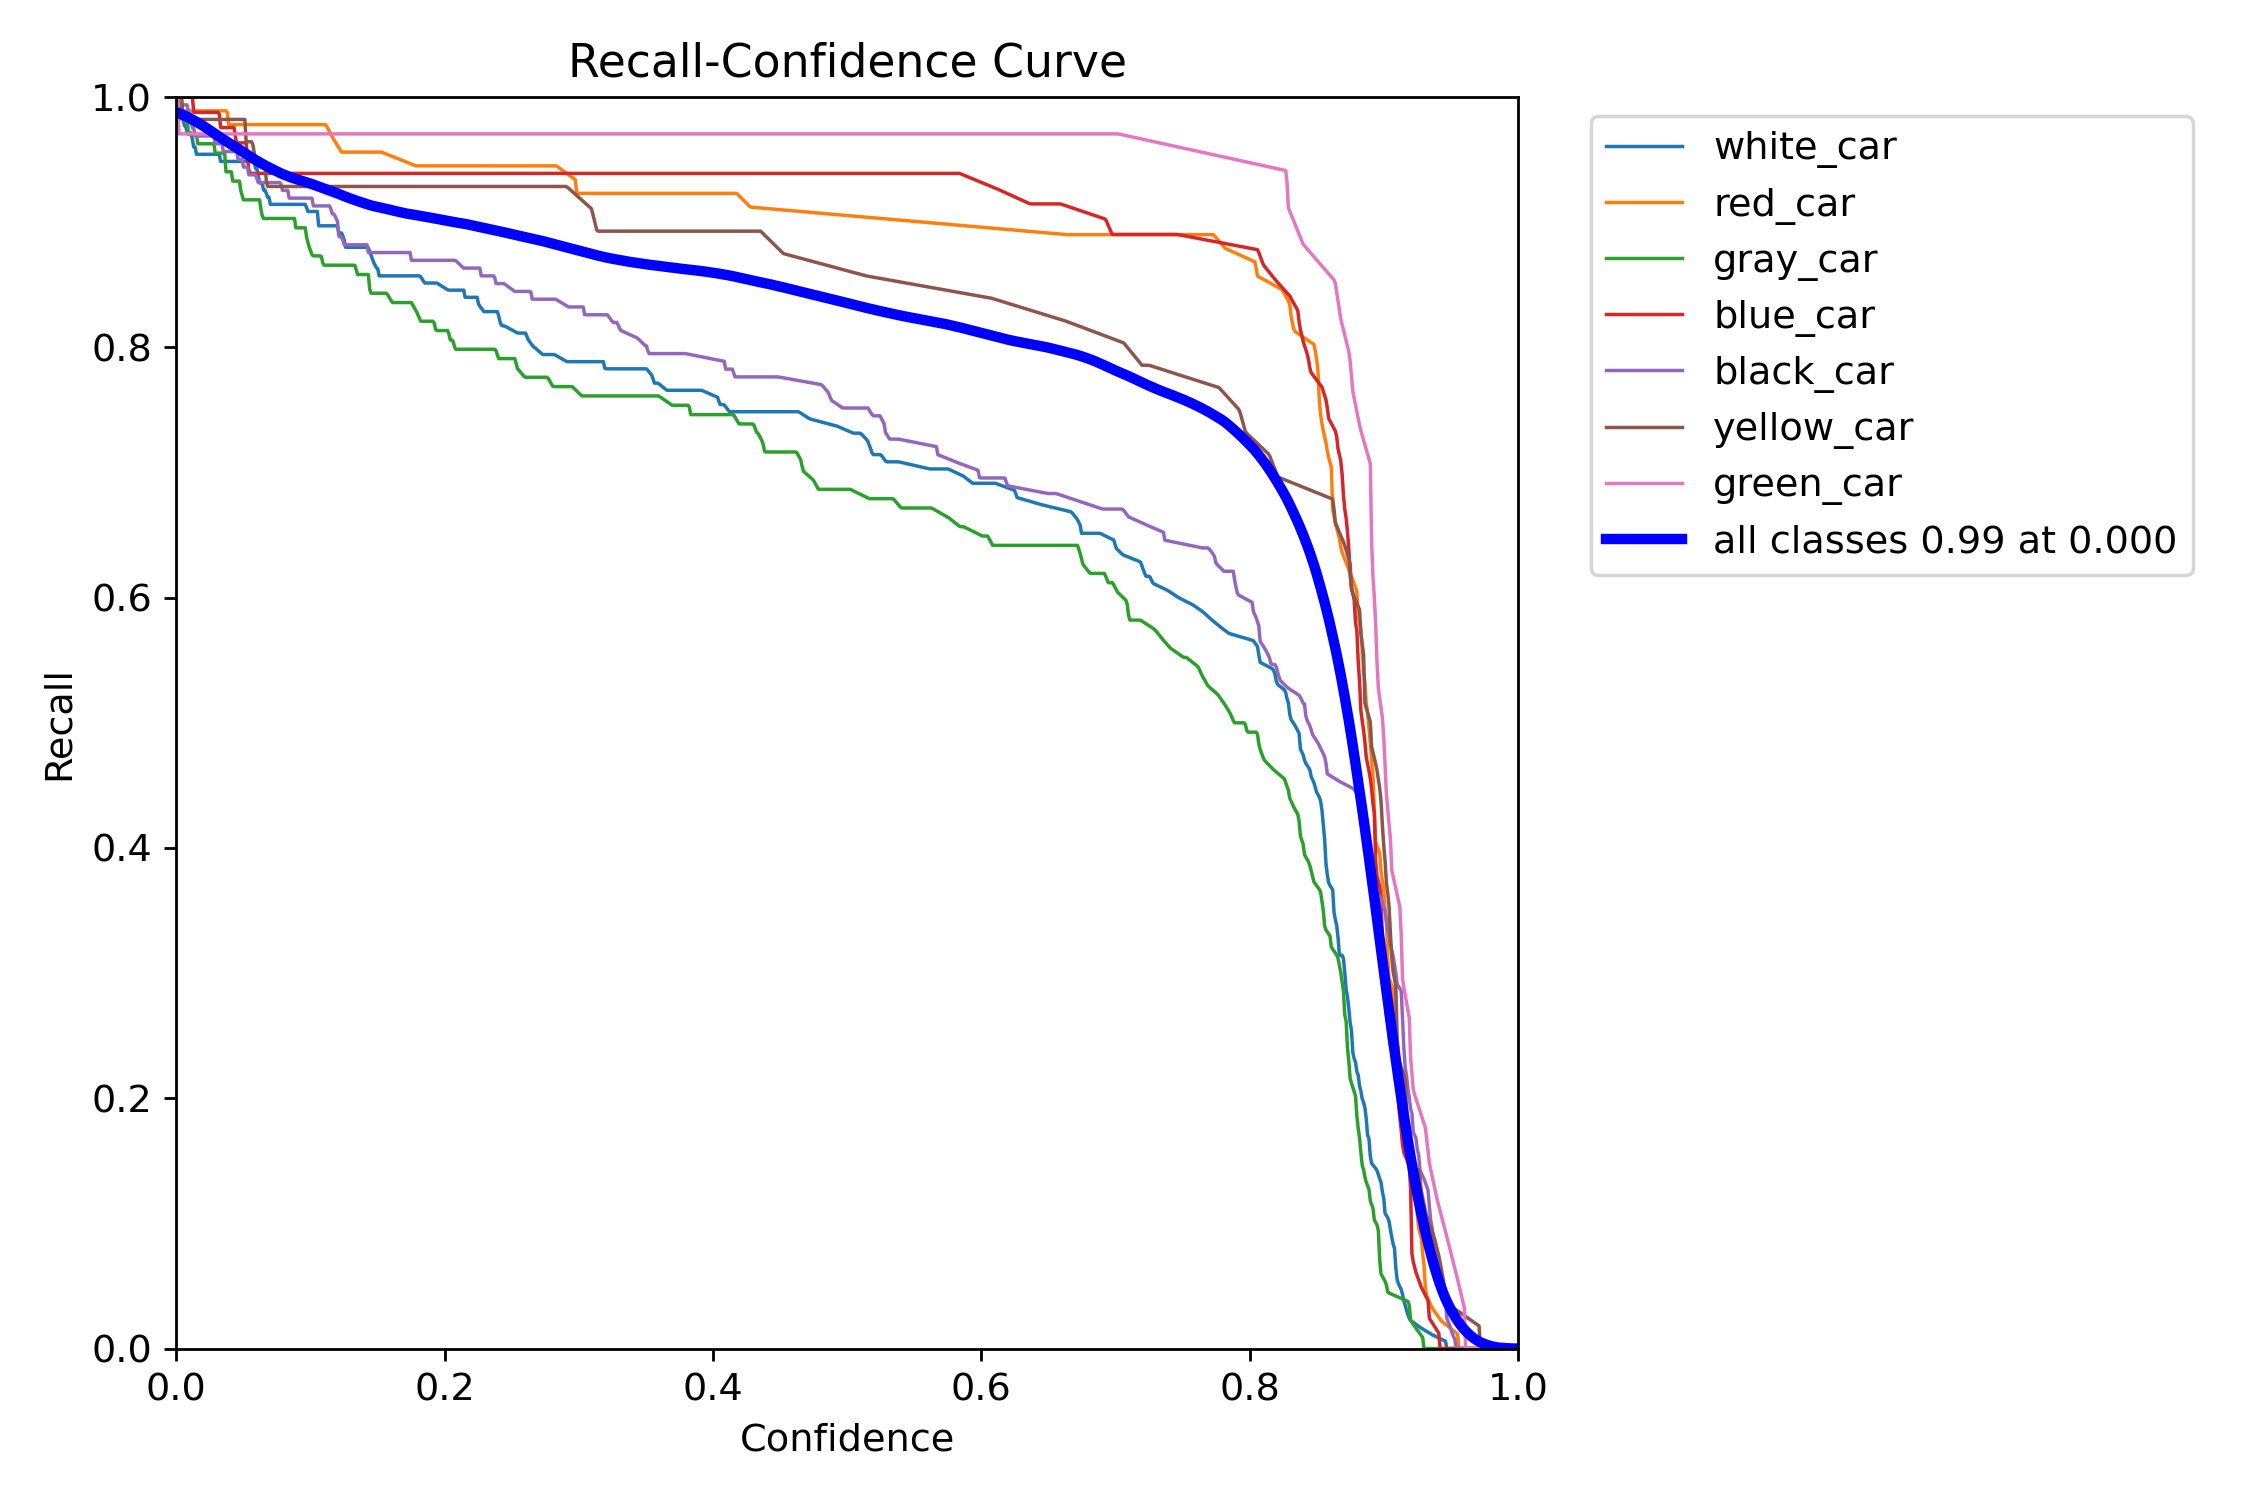 Recall-Confidence Curve
1.0
0.8
0.6
0.4
0.2
0.0
Recall
0.0 0.2 0.4 0.6 0.8 1.0
Confidence
white_car
red_car
gray_car
blue_car
black_car
yellow_car
green_car
all classes 0.99 at 0.000